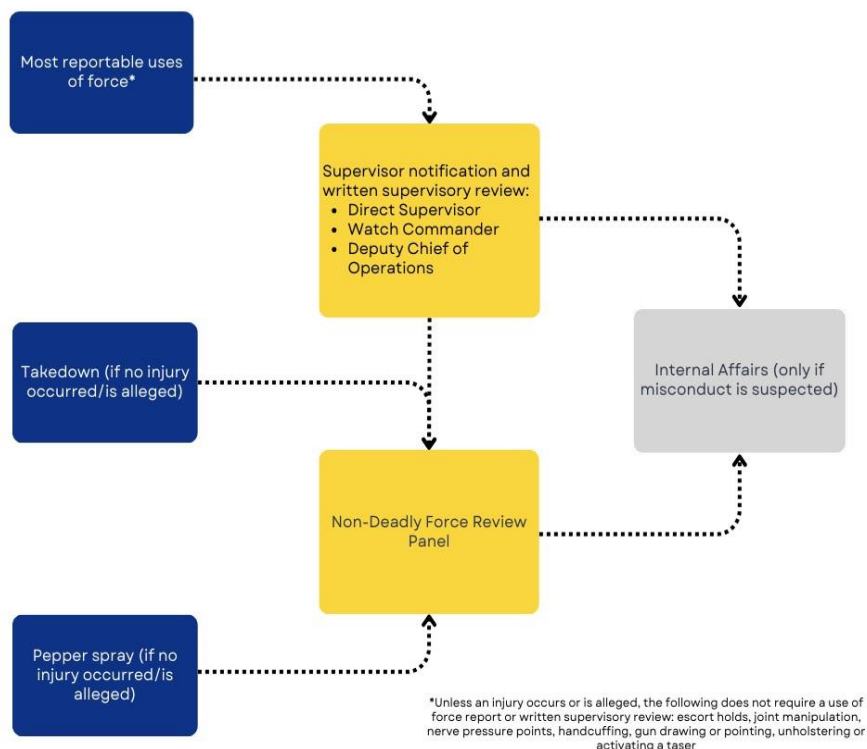 Most reportable uses
of force*
Supervisor notification and
written supervisory review:
• Direct Supervisor
• Watch Commander
• Deputy Chief of
Operations
Takedown (if no injury
occurred/is alleged)
Internal Affairs (only if
misconduct is suspected)
Non-Deadly Force Review
Panel
Pepper spray (if no
injury occurred/is
alleged)
*Unless an injury occurs or is alleged, the following does not require a use of
force report or written supervisory review: escort holds, joint manipulation,
nerve pressure points, handcuffing, gun drawing or pointing, unholstering or
activating a taser